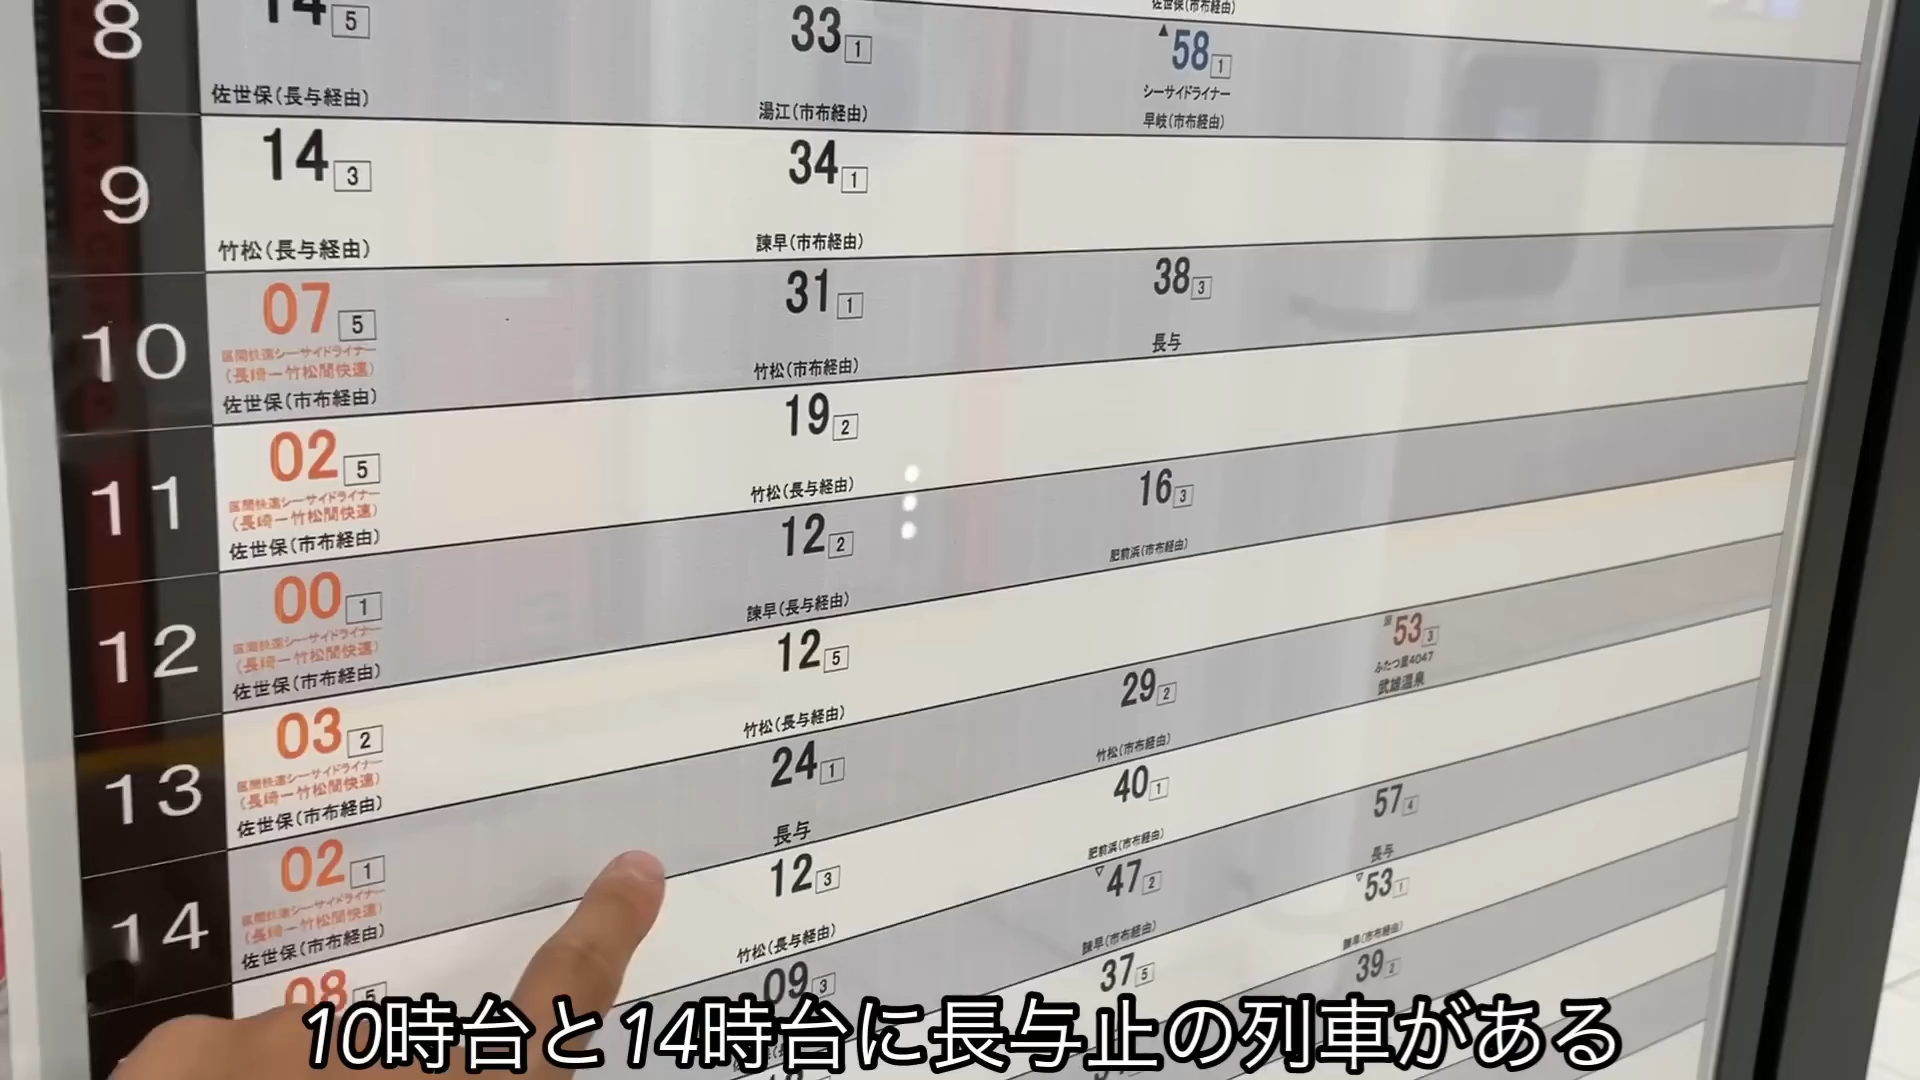 佐世保(市布経由)
8
14 5
33 1
▲58 1
シーサイドライナー
佐世保(長与経由)
湯江(市布経由)
早岐(市布経由)
9
14 3
34 1
竹松(長与経由)
諫早(市布経由)
10
07 5
31 1
38 3
区間快速シーサイドライナー
(長崎ー竹松間快速)
佐世保(市布経由)
竹松(市布経由)
長与
11
02 5
19 2
区間快速シーサイドライナー
(長崎ー竹松間快速)
佐世保(市布経由)
竹松(長与経由)
12
00 1
12 2
16 3
区間快速シーサイドライナー
(長崎ー竹松間快速)
佐世保(市布経由)
諫早(長与経由)
肥前浜(市布経由)
13
03 2
12 5
区間快速シーサイドライナー
(長崎ー竹松間快速)
佐世保(市布経由)
竹松(長与経由)
14
02 1
24 1
29 2
53 3
区間快速シーサイドライナー
(長崎ー竹松間快速)
佐世保(市布経由)
長与
竹松(市布経由)
ふたつ星4047
武雄温泉
08 5
12 3
40 1
竹松(長与経由)
肥前浜(市布経由)
09 3
▽47 2
57 4
諫早(市布経由)
長与
37 5
▽53 1
諫早(市布経由)
39 2
10時台と14時台に長与止の列車がある